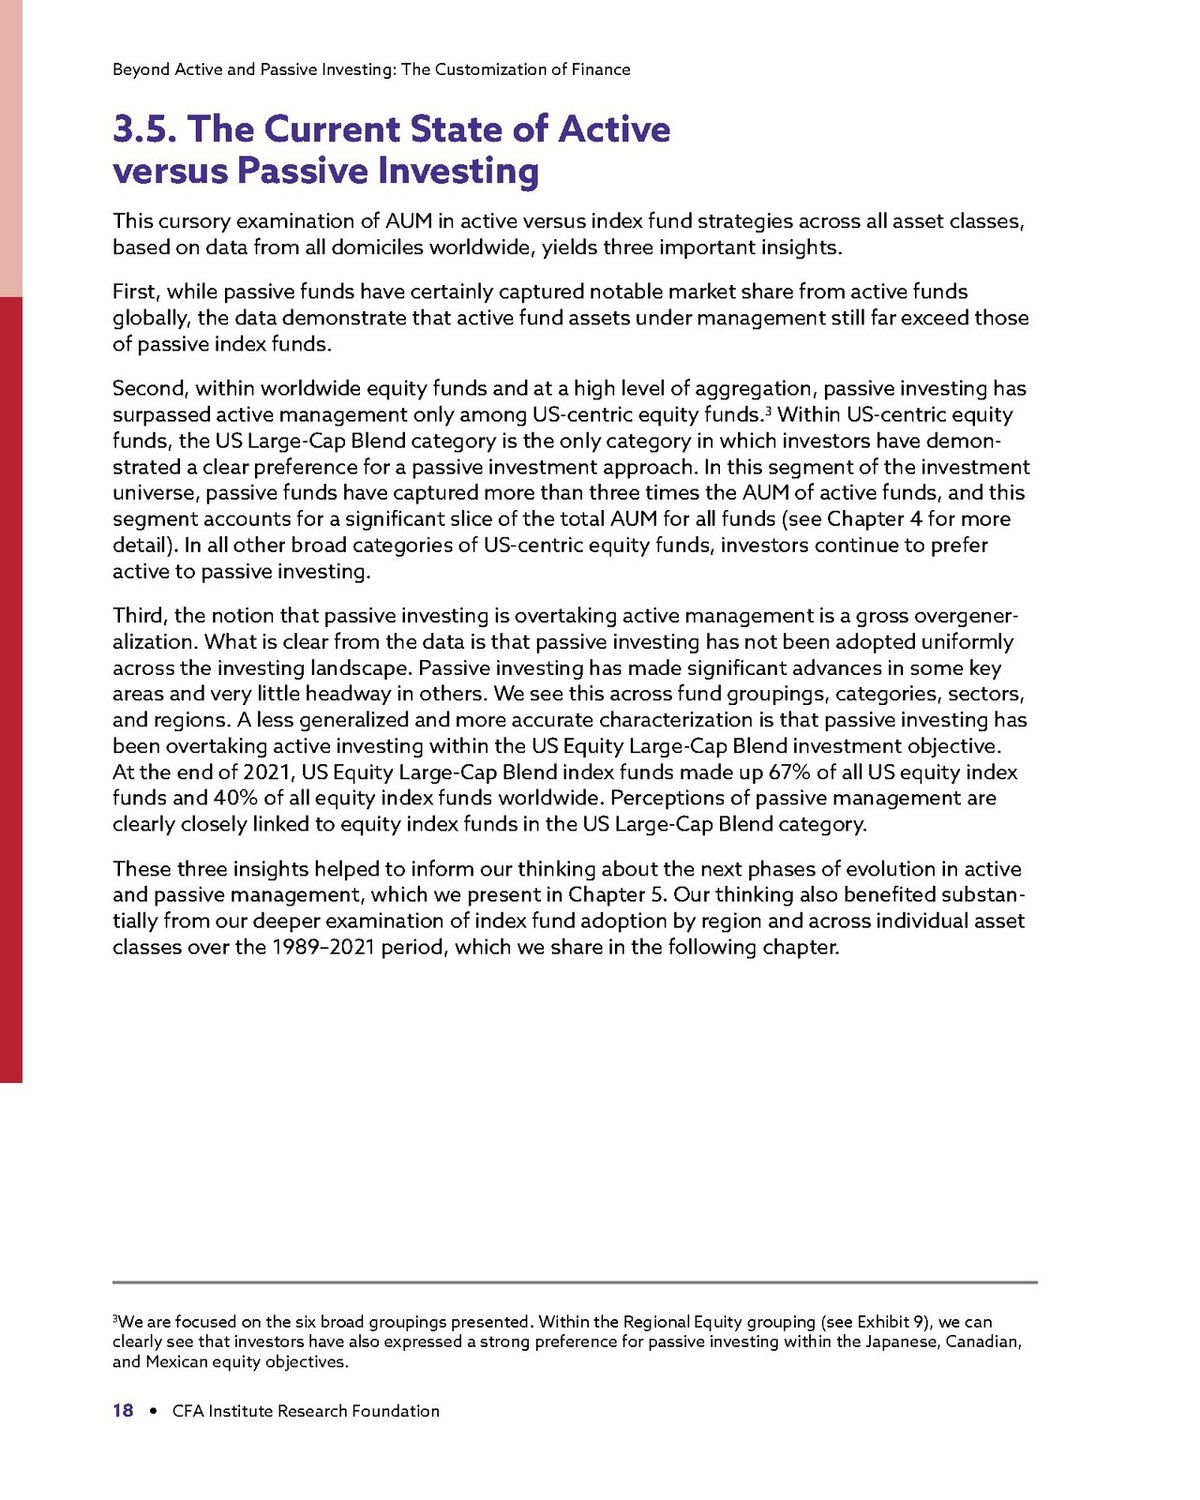 Beyond Active and Passive Investing: The Customization of Finance
3.5. The Current State of Active
versus Passive Investing
This cursory examination of AUM in active versus index fund strategies across all asset classes,
based on data from all domiciles worldwide, yields three important insights.
First, while passive funds have certainly captured notable market share from active funds
globally, the data demonstrate that active fund assets under management still far exceed those
of passive index funds.
Second, within worldwide equity funds and at a high level of aggregation, passive investing has
surpassed active management only among US-centric equity funds.³ Within US-centric equity
funds, the US Large-Cap Blend category is the only category in which investors have demon-
strated a clear preference for a passive investment approach. In this segment of the investment
universe, passive funds have captured more than three times the AUM of active funds, and this
segment accounts for a significant slice of the total AUM for all funds (see Chapter 4 for more
detail). In all other broad categories of US-centric equity funds, investors continue to prefer
active to passive investing.
Third, the notion that passive investing is overtaking active management is a gross overgener-
alization. What is clear from the data is that passive investing has not been adopted uniformly
across the investing landscape. Passive investing has made significant advances in some key
areas and very little headway in others. We see this across fund groupings, categories, sectors,
and regions. A less generalized and more accurate characterization is that passive investing has
been overtaking active investing within the US Equity Large-Cap Blend investment objective.
At the end of 2021, US Equity Large-Cap Blend index funds made up 67% of all US equity index
funds and 40% of all equity index funds worldwide. Perceptions of passive management are
clearly closely linked to equity index funds in the US Large-Cap Blend category.
These three insights helped to inform our thinking about the next phases of evolution in active
and passive management, which we present in Chapter 5. Our thinking also benefited substan-
tially from our deeper examination of index fund adoption by region and across individual asset
classes over the 1989–2021 period, which we share in the following chapter.
³We are focused on the six broad groupings presented. Within the Regional Equity grouping (see Exhibit 9), we can
clearly see that investors have also expressed a strong preference for passive investing within the Japanese, Canadian,
and Mexican equity objectives.
18 • CFA Institute Research Foundation